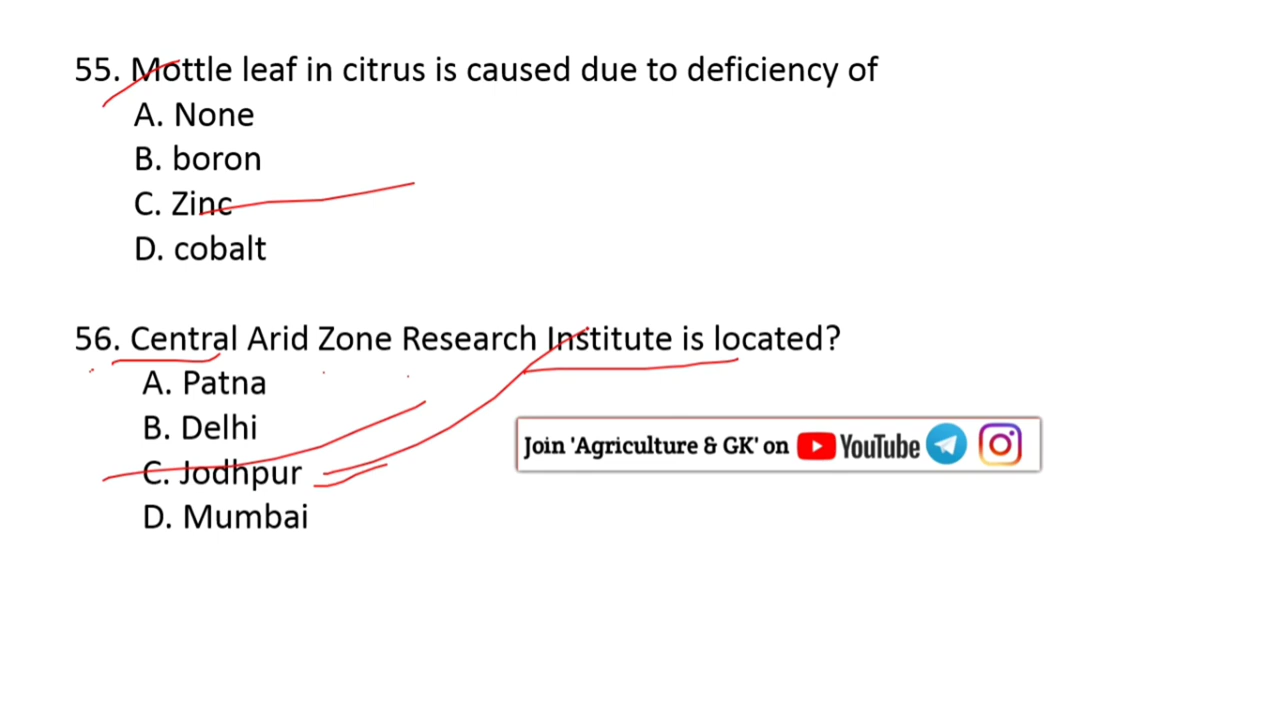 55. Mottle leaf in citrus is caused due to deficiency of
A. None
B. boron
C. Zinc
D. cobalt
56. Central Arid Zone Research Institute is located?
A. Patna
B. Delhi
C. Jodhpur
D. Mumbai
Join 'Agriculture & GK' on YouTube